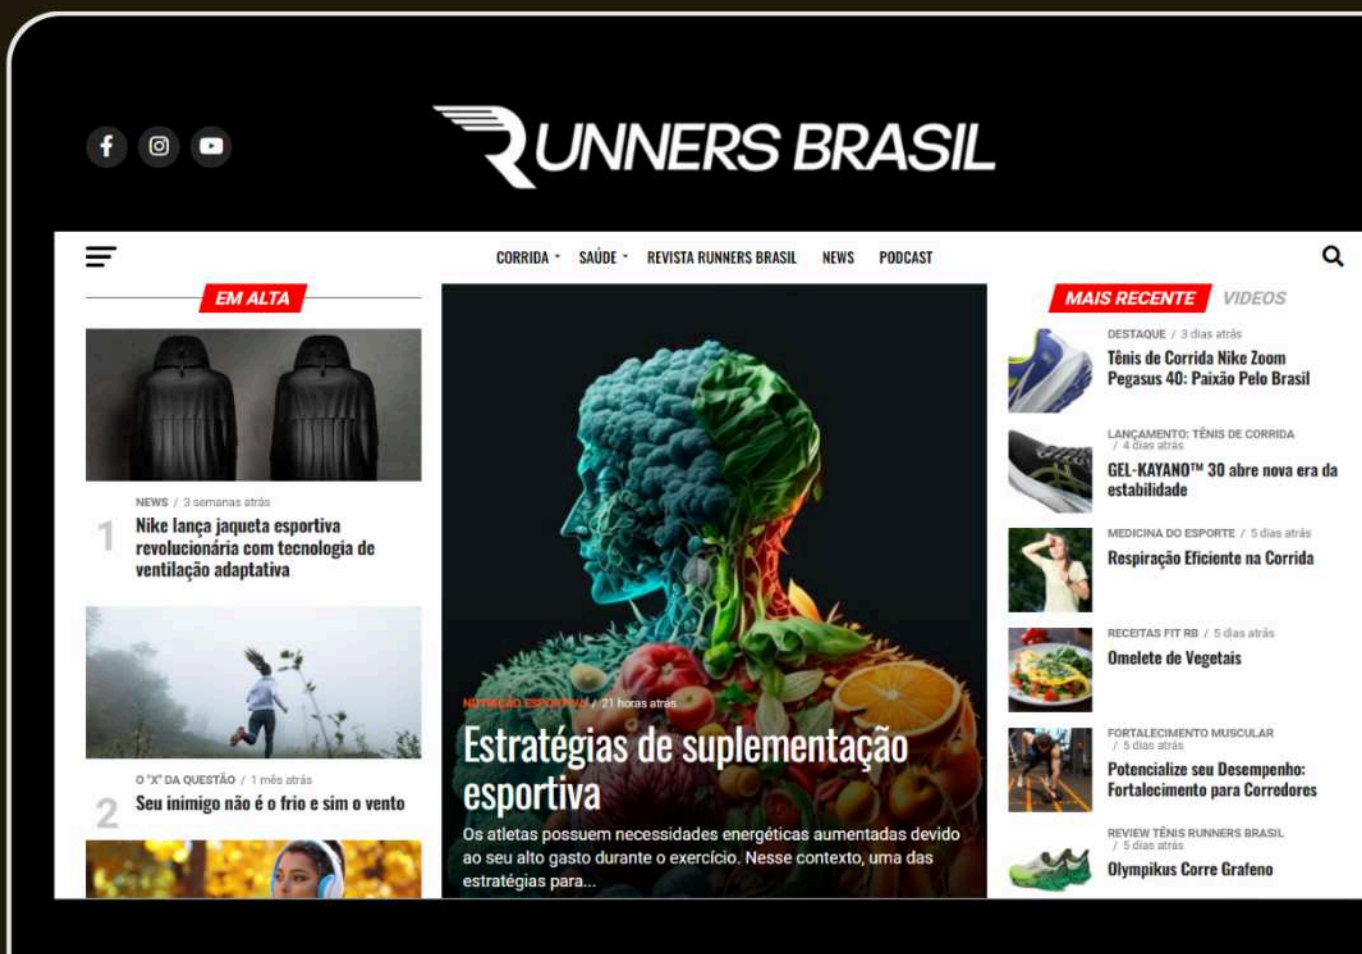 RUNNERS BRASIL
CORRIDA SAÚDE REVISTA RUNNERS BRASIL NEWS PODCAST
EM ALTA
NEWS / 3 semanas atrás
1
Nike lança jaqueta esportiva
revolucionária com tecnologia de
ventilação adaptativa
O "X" DA QUESTÃO / 1 mês atrás
2
Seu inimigo não é o frio e sim o vento
NUTRIÇÃO ESPORTIVA / 21 horas atrás
Estratégias de suplementação
esportiva
Os atletas possuem necessidades energéticas aumentadas devido
ao seu alto gasto durante o exercício. Nesse contexto, uma das
estratégias para...
MAIS RECENTE VIDEOS
DESTAQUE / 3 dias atrás
Tênis de Corrida Nike Zoom
Pegasus 40: Paixão Pelo Brasil
LANÇAMENTO: TÊNIS DE CORRIDA
/ 4 dias atrás
GEL-KAYANO™ 30 abre nova era da
estabilidade
MEDICINA DO ESPORTE / 5 dias atrás
Respiração Eficiente na Corrida
RECEITAS FIT RB / 5 dias atrás
Omelete de Vegetais
FORTALECIMENTO MUSCULAR
/ 5 dias atrás
Potencialize seu Desempenho:
Fortalecimento para Corredores
REVIEW TÊNIS RUNNERS BRASIL
/ 5 dias atrás
Olympikus Corre Grafeno